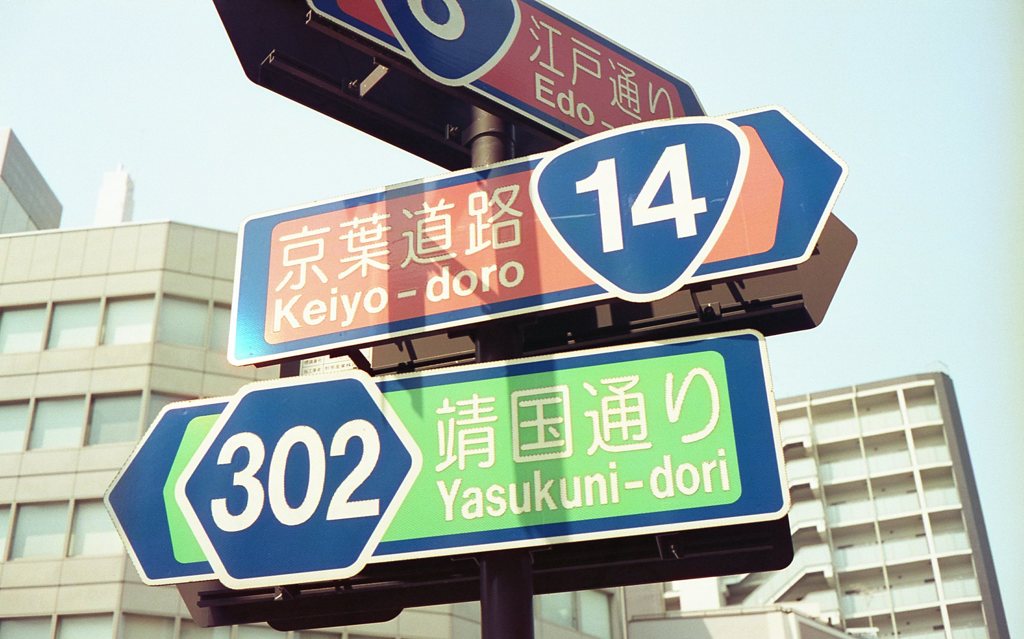 6
江戸通り
Edo-
京葉道路
Keiyo-doro
14
302
靖国通り
Yasukuni-dori